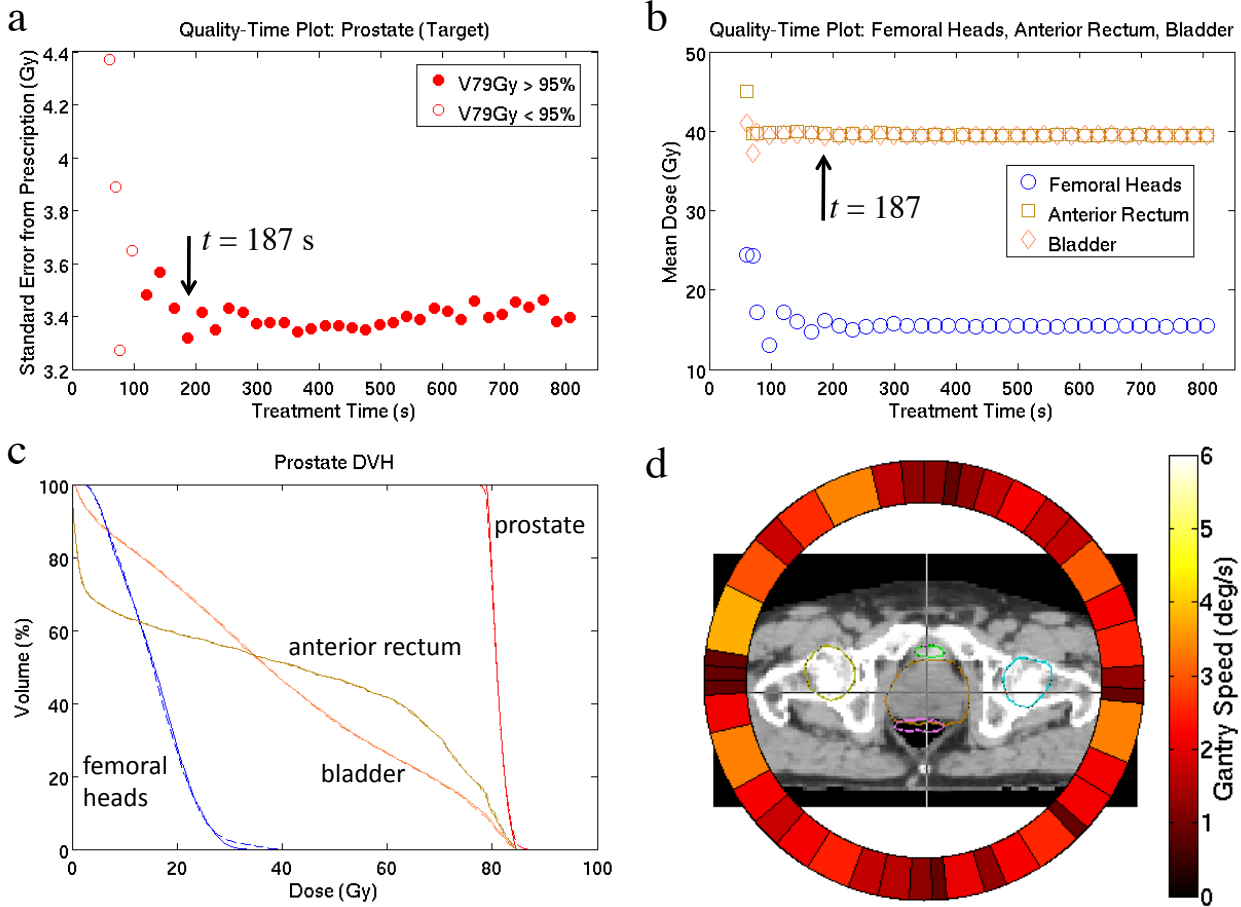 a
Quality-Time Plot: Prostate (Target)
Standard Error from Prescription (Gy)
4.4
4.2
4
3.8
3.6
3.4
3.2
V79Gy > 95%
V79Gy < 95%
t = 187 s
0 100 200 300 400 500 600 700 800
Treatment Time (s)
b
Quality-Time Plot: Femoral Heads, Anterior Rectum, Bladder
Mean Dose (Gy)
50
40
30
20
10
t = 187
Femoral Heads
Anterior Rectum
Bladder
0 100 200 300 400 500 600 700 800
Treatment Time (s)
c
Prostate DVH
Volume (%)
100
80
60
40
20
0
prostate
anterior rectum
bladder
femoral
heads
0 20 40 60 80 100
Dose (Gy)
d
6
5
4
3
2
1
0
Gantry Speed (deg/s)